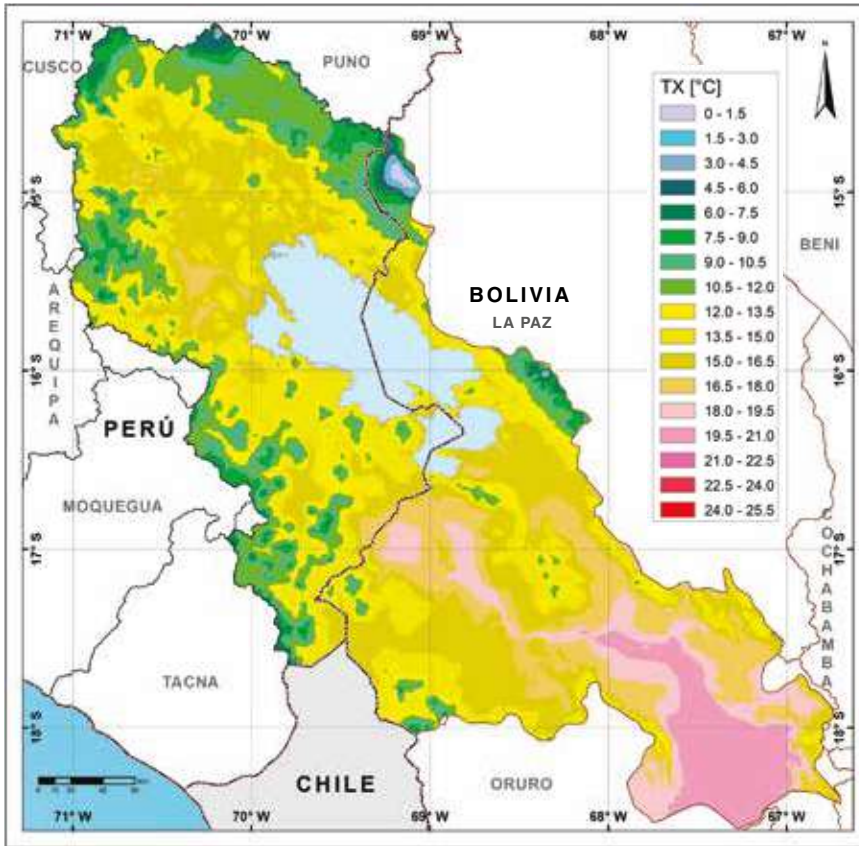 71° W
70° W
69° W
68° W
67° W
CUSCO
PUNO
N
TX [°C]
0 - 1.5
1.5 - 3.0
3.0 - 4.5
4.5 - 6.0
6.0 - 7.5
7.5 - 9.0
9.0 - 10.5
10.5 - 12.0
12.0 - 13.5
13.5 - 15.0
15.0 - 16.5
16.5 - 18.0
18.0 - 19.5
19.5 - 21.0
21.0 - 22.5
22.5 - 24.0
24.0 - 25.5
15° S
15° S
BENI
AREQUIPA
BOLIVIA
LA PAZ
16° S
16° S
PERÚ
MOQUEGUA
17° S
17° S
COCHABAMBA
TACNA
18° S
18° S
CHILE
ORURO
71° W
70° W
69° W
68° W
67° W